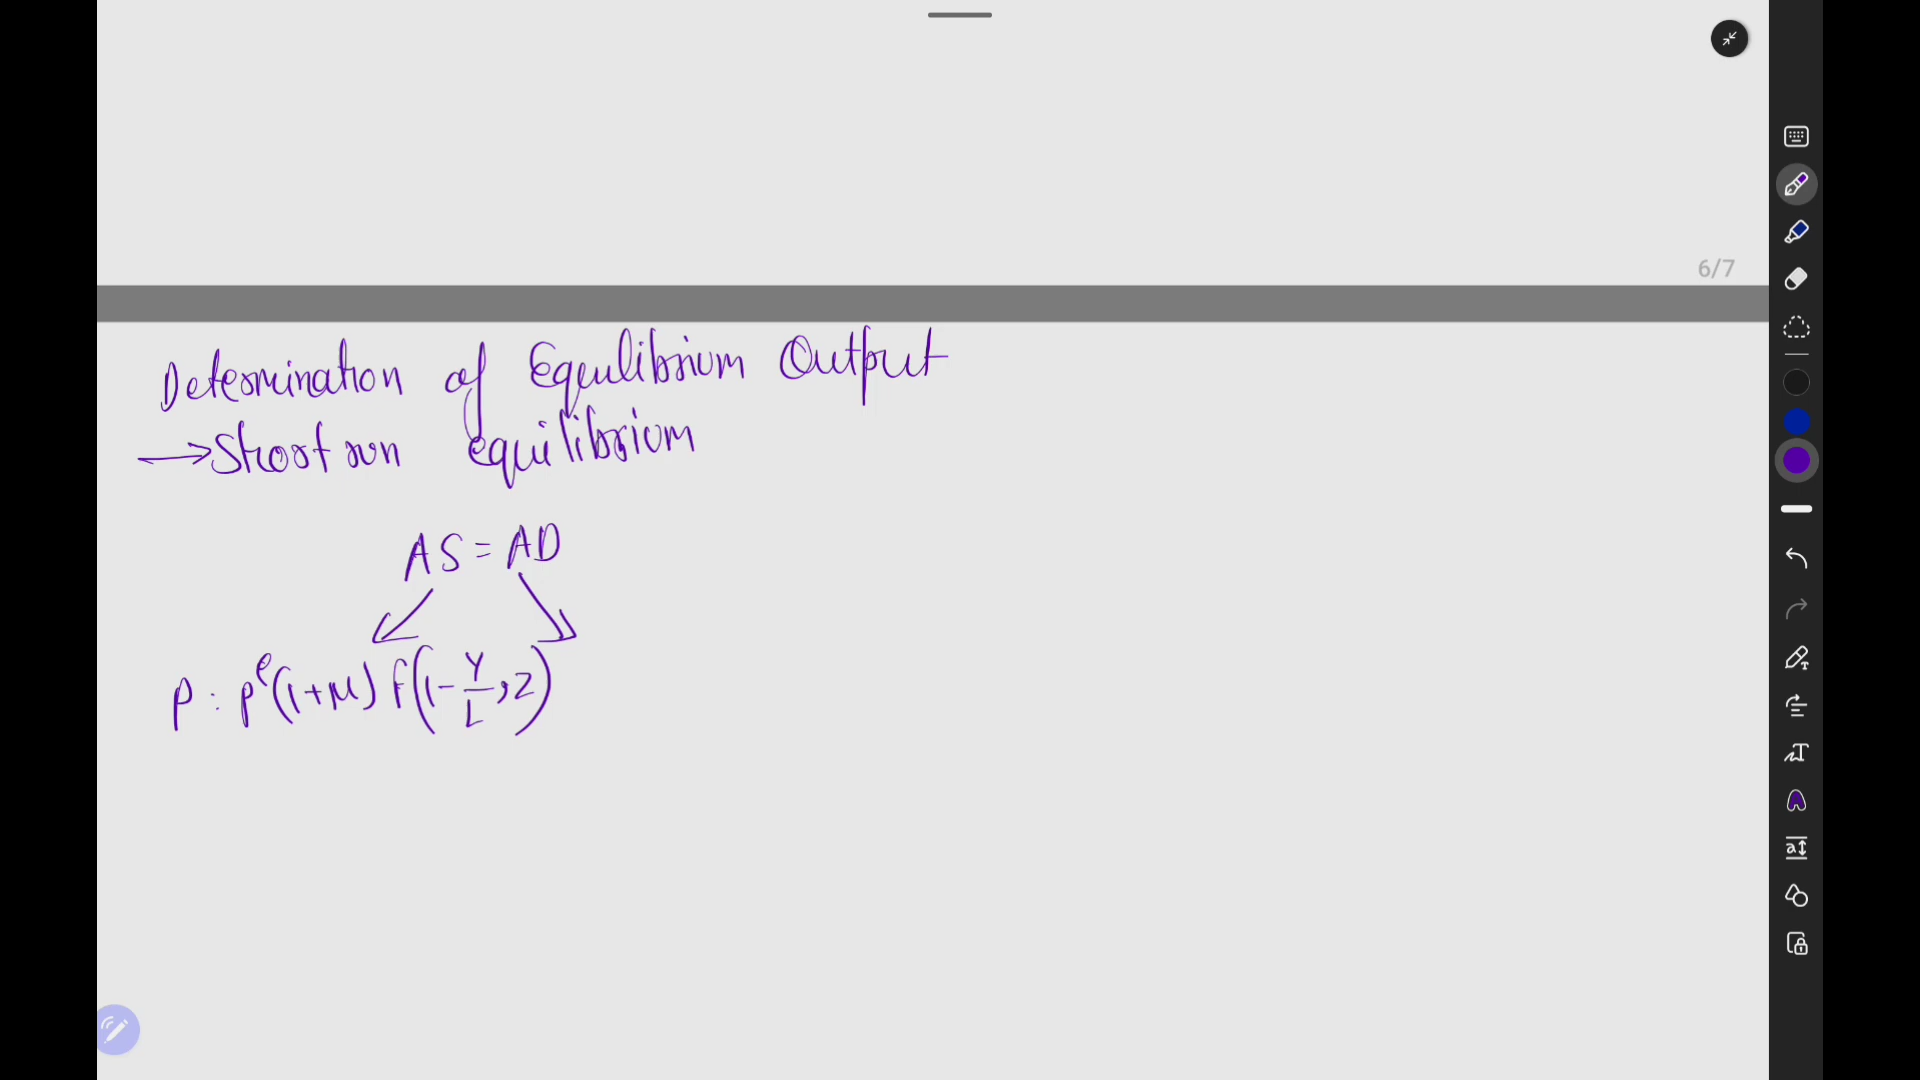 6/7
Determination of Equilibrium Output
→ Short run equilibrium
AS = AD
P : P^e (1+μ) F(1 - Y/L, Z)